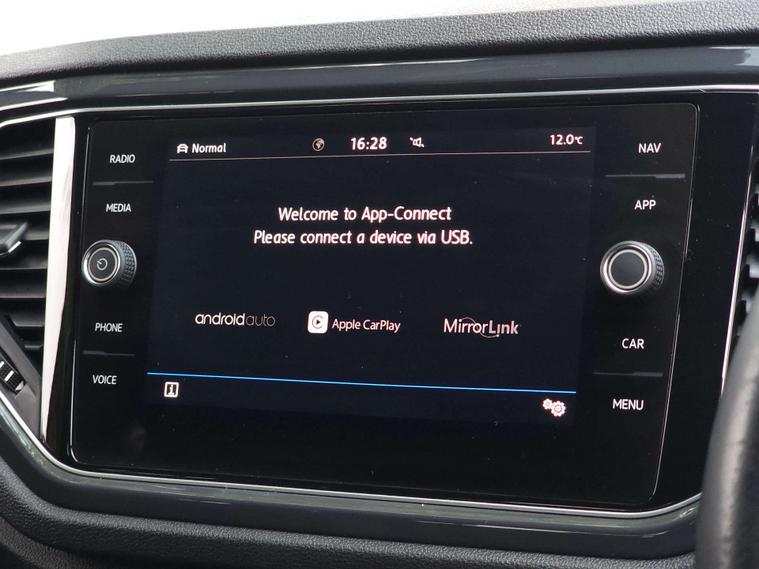 RADIO
MEDIA
PHONE
VOICE
Normal
16:28
12.0°C
Welcome to App-Connect
Please connect a device via USB.
androidauto
Apple CarPlay
MirrorLink
NAV
APP
CAR
MENU